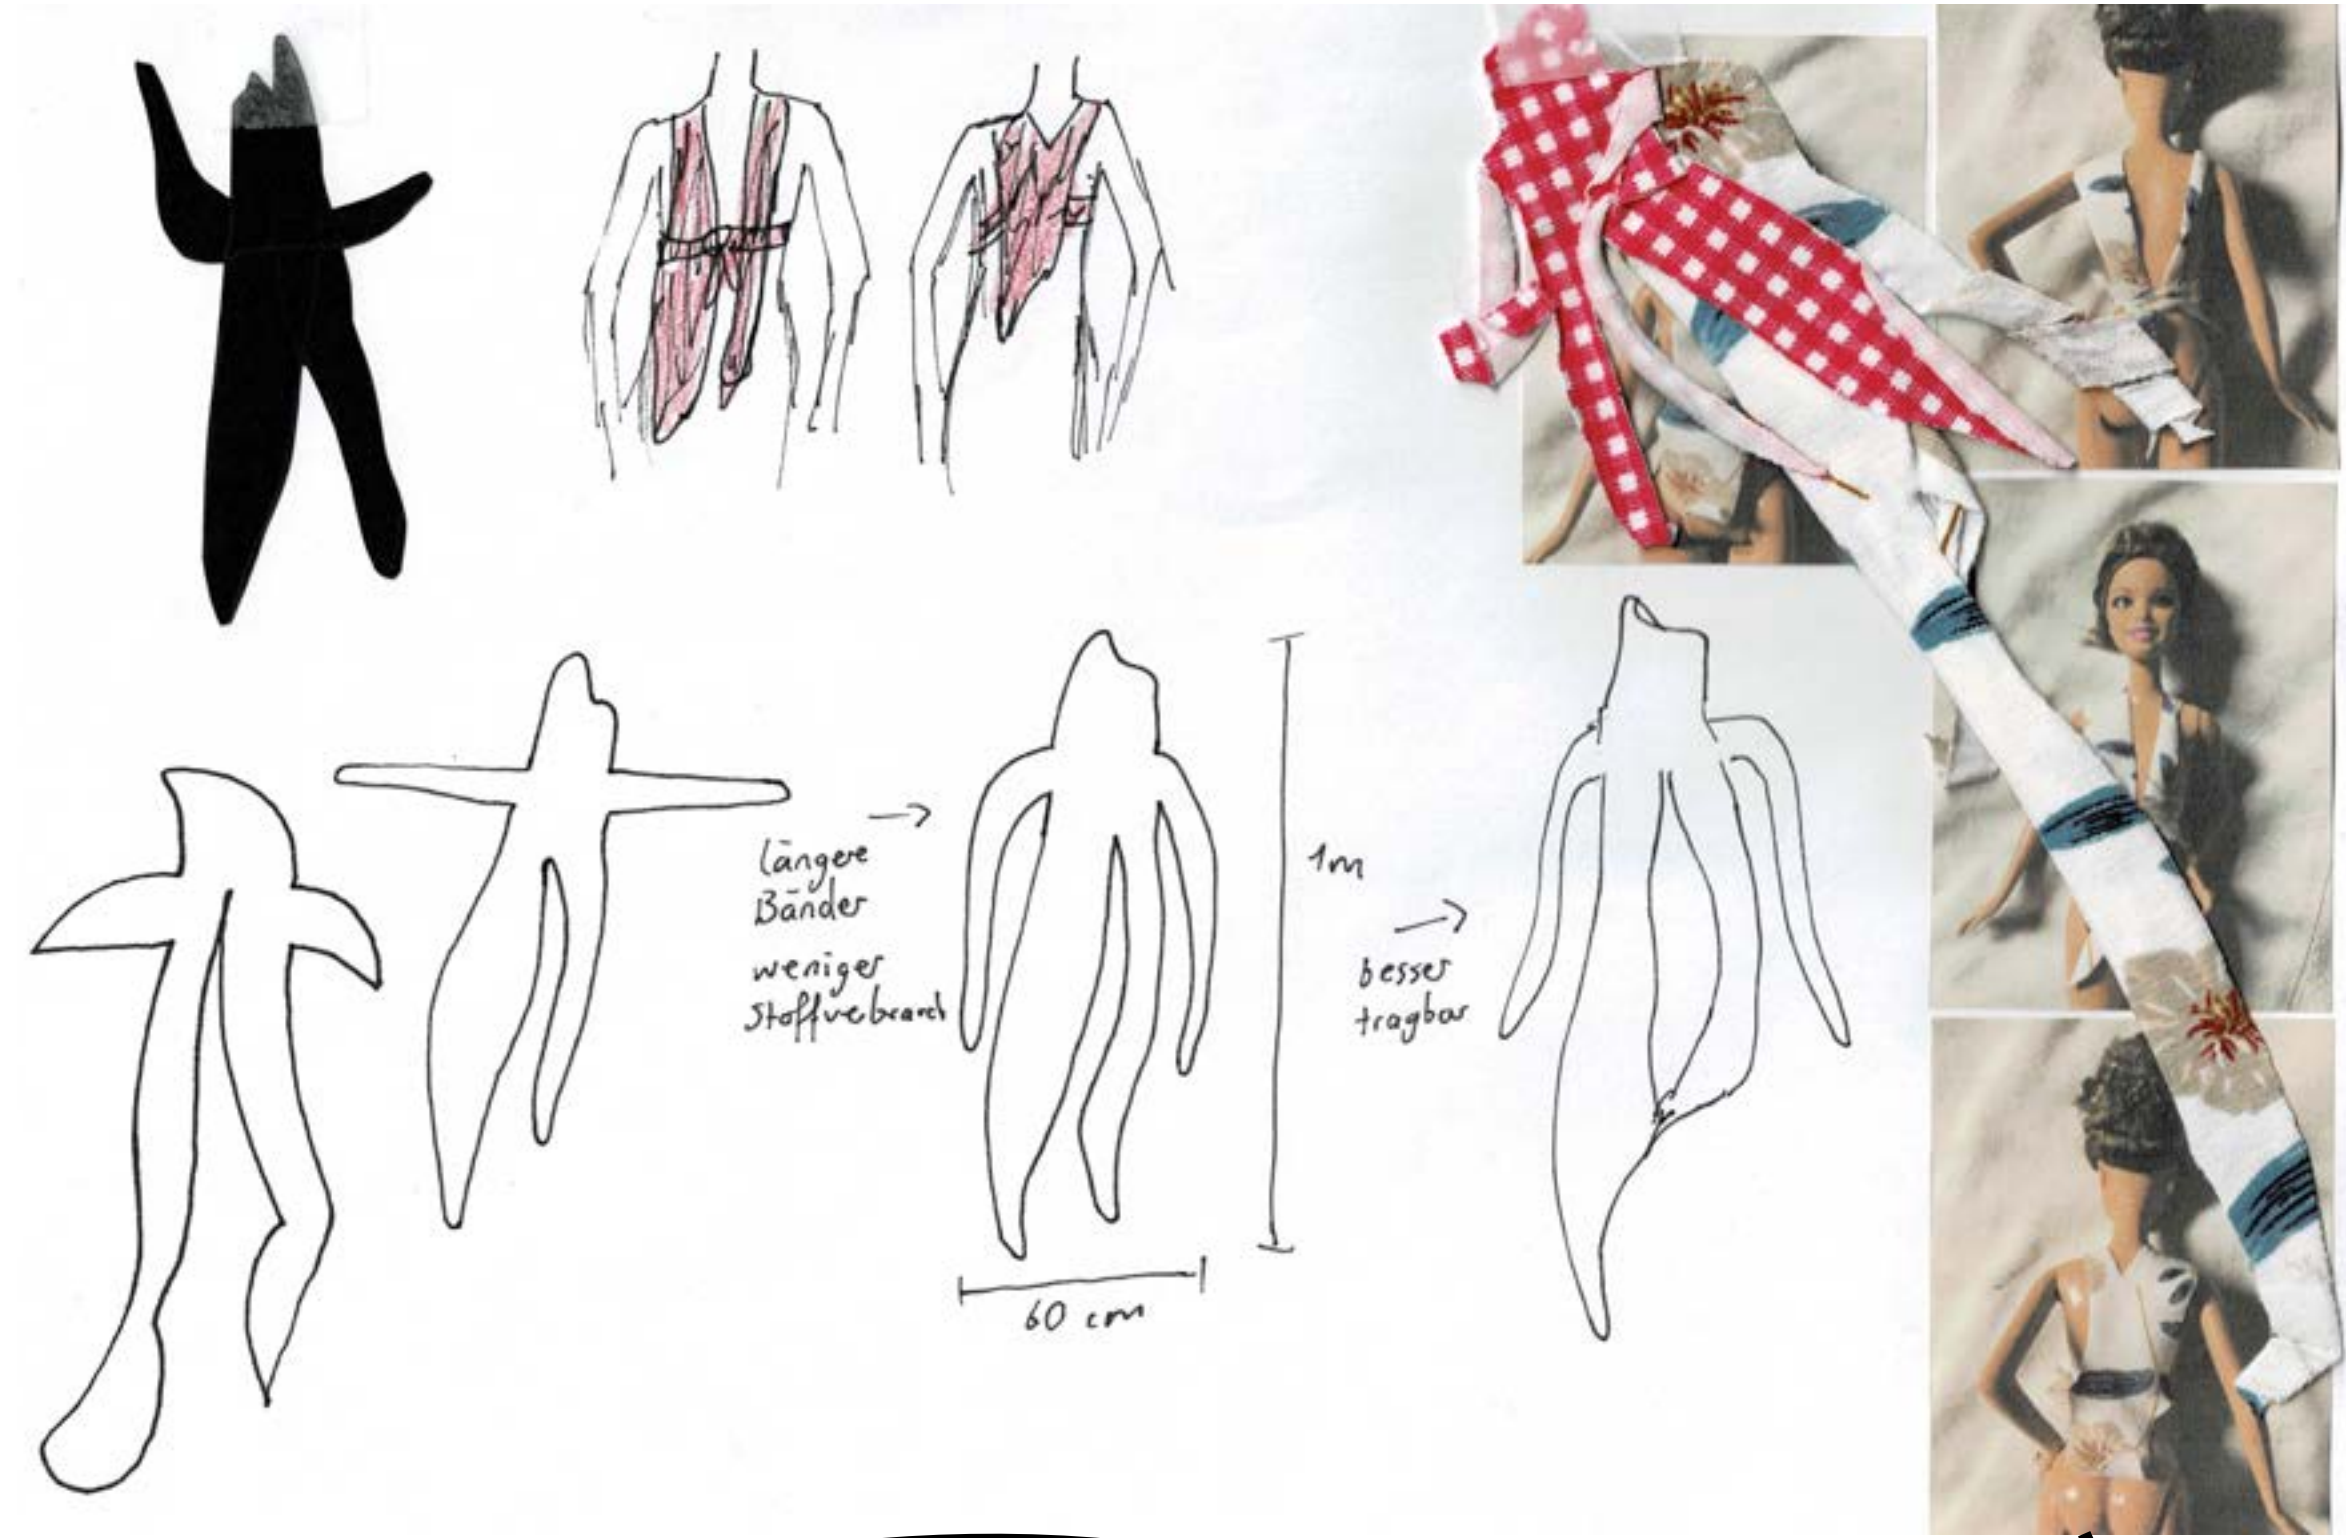 längere
Bänder
weniger
Stoffverbrauch
1m
besser
tragbar
60 cm